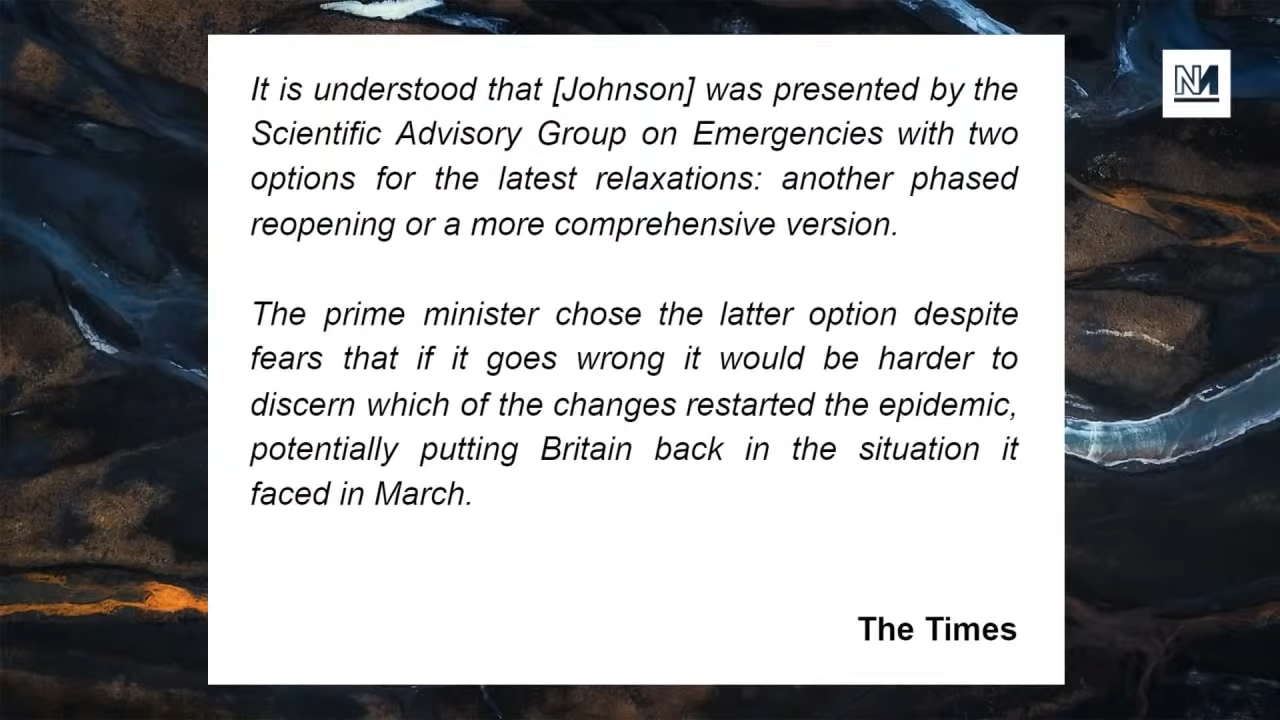 It is understood that [Johnson] was presented by the
Scientific Advisory Group on Emergencies with two
options for the latest relaxations: another phased
reopening or a more comprehensive version.
The prime minister chose the latter option despite
fears that if it goes wrong it would be harder to
discern which of the changes restarted the epidemic,
potentially putting Britain back in the situation it
faced in March.
The Times
NM